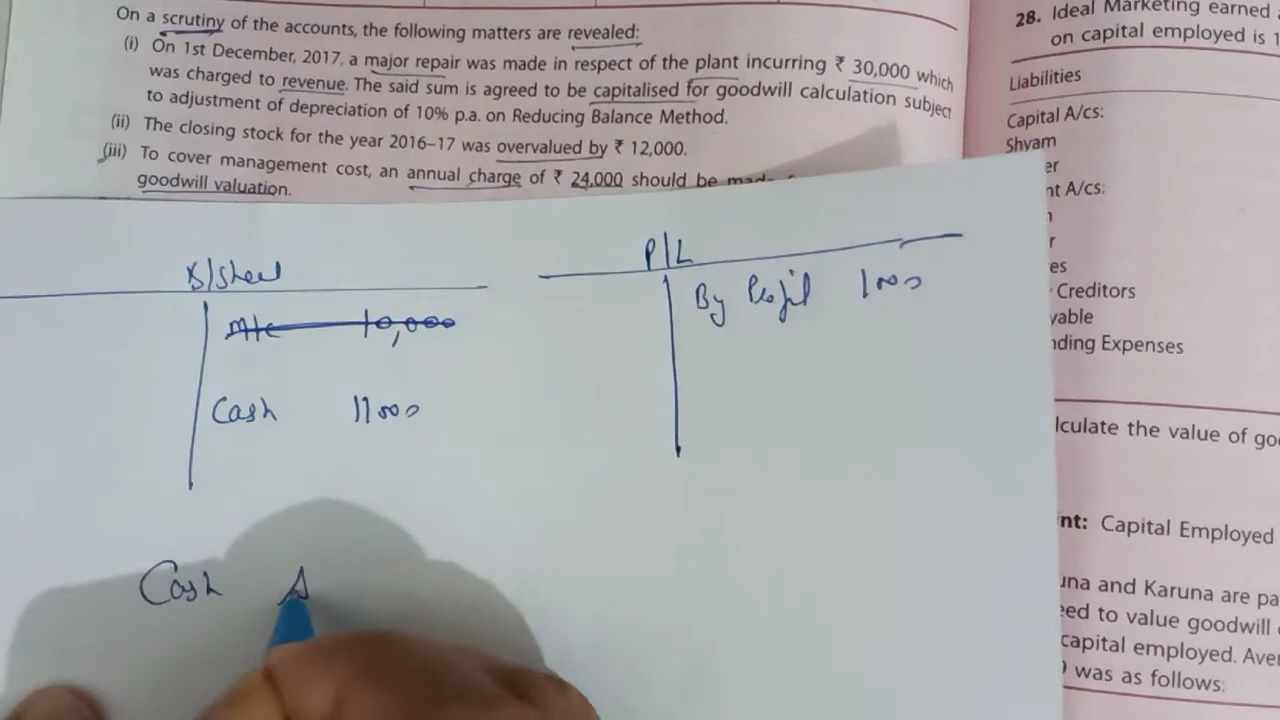 On a scrutiny of the accounts, the following matters are revealed:
(i) On 1st December, 2017, a major repair was made in respect of the plant incurring ₹ 30,000 which
was charged to revenue. The said sum is agreed to be capitalised for goodwill calculation subject
to adjustment of depreciation of 10% p.a. on Reducing Balance Method.
(ii) The closing stock for the year 2016–17 was overvalued by ₹ 12,000.
(iii) To cover management cost, an annual charge of ₹ 24,000 should be
goodwill valuation.
B/Sheet
M/c 10,000
Cash 11000
P/L
By Profit 1000
Cash A
28. Ideal Marketing earned
on capital employed is 1
Liabilities
Capital A/cs:
Shyam
er
nt A/cs:
r
es
Creditors
yable
nding Expenses
lculate the value of go
nt: Capital Employed
una and Karuna are pa
eed to value goodwill
capital employed. Ave
was as follows: